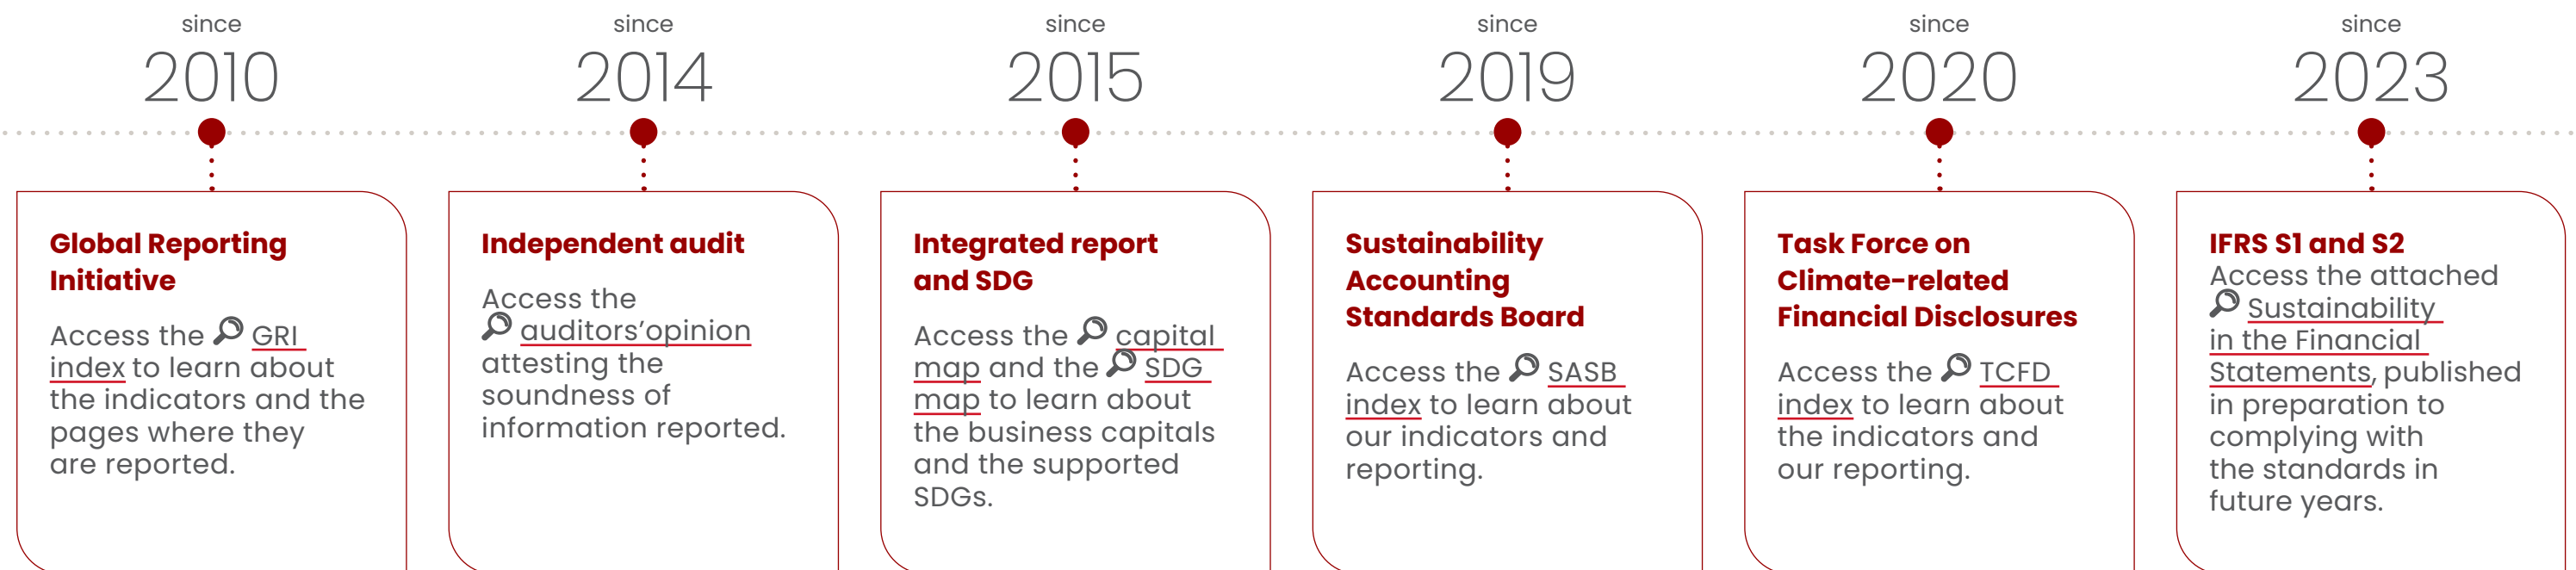 since
2010
Global Reporting
Initiative
Access the GRI
index to learn about
the indicators and the
pages where they
are reported.
since
2014
Independent audit
Access the
auditors'opinion
attesting the
soundness of
information reported.
since
2015
Integrated report
and SDG
Access the capital
map and the SDG
map to learn about
the business capitals
and the supported
SDGs.
since
2019
Sustainability
Accounting
Standards Board
Access the SASB
index to learn about
our indicators and
reporting.
since
2020
Task Force on
Climate-related
Financial Disclosures
Access the TCFD
index to learn about
the indicators and
our reporting.
since
2023
IFRS S1 and S2
Access the attached
Sustainability
in the Financial
Statements, published
in preparation to
complying with
the standards in
future years.